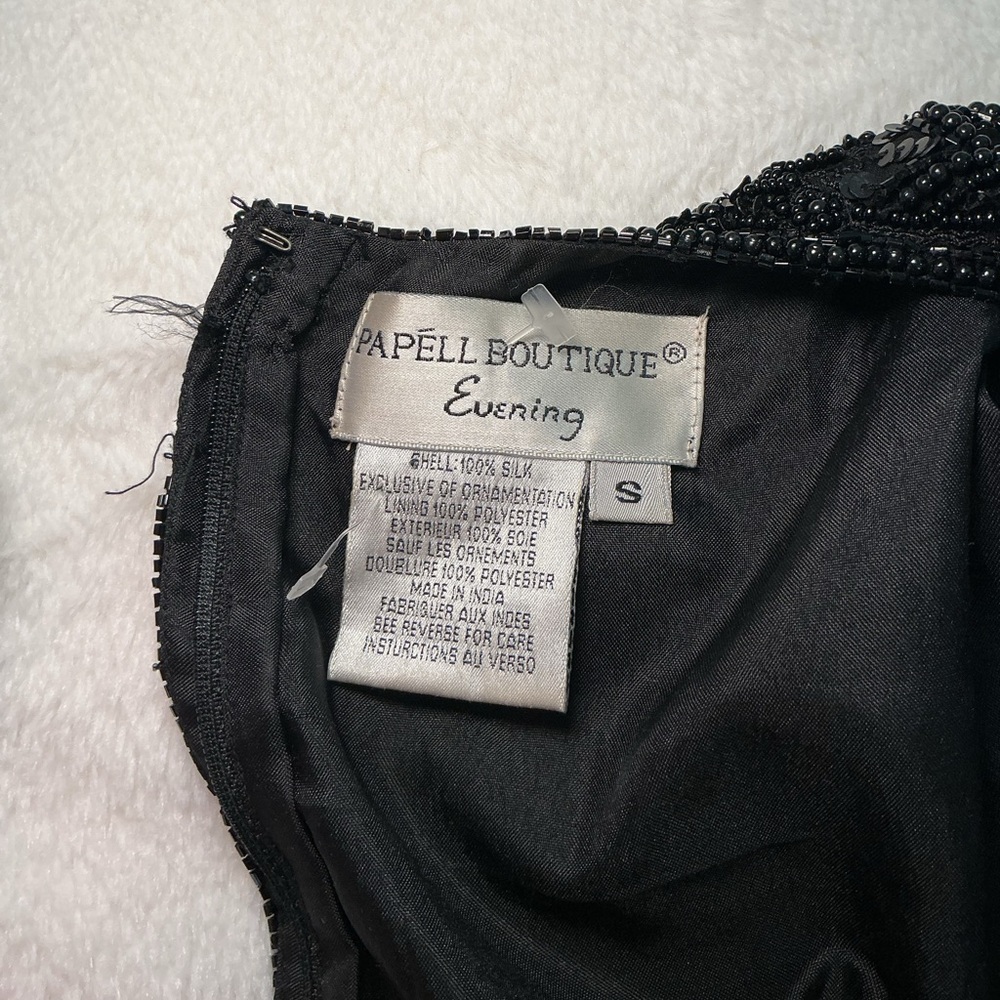 PAPÉLL BOUTIQUE®
Evening
SHELL:100% SILK
EXCLUSIVE OF ORNAMENTATION
LINING 100% POLYESTER
EXTERIEUR 100% SOIE
SAUF LES ORNEMENTS
DOUBLURE 100% POLYESTER
MADE IN INDIA
FABRIQUER AUX INDES
SEE REVERSE FOR CARE
INSTURCTIONS AU VERSO
S